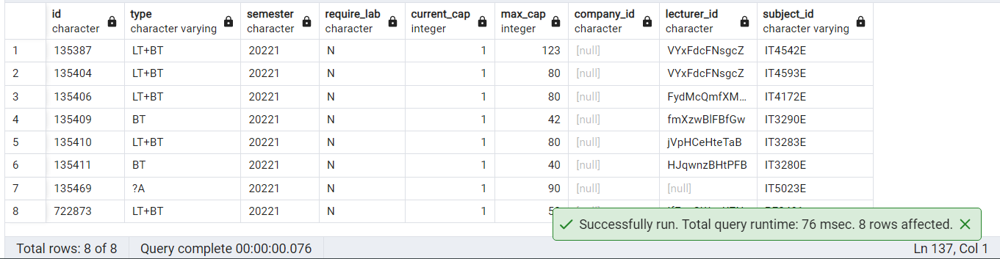 id type semester require_lab current_cap max_cap company_id lecturer_id subject_id
character character varying character character integer integer character character character varying
1 135387 LT+BT 20221 N 1 123 [null] VYxFdcFNsgcZ IT4542E
2 135404 LT+BT 20221 N 1 80 [null] VYxFdcFNsgcZ IT4593E
3 135406 LT+BT 20221 N 1 80 [null] FydMcQmfXM... IT4172E
4 135409 BT 20221 N 1 42 [null] fmXzwBlFBfGw IT3290E
5 135410 LT+BT 20221 N 1 80 [null] jVpHCeHteTaB IT3283E
6 135411 BT 20221 N 1 40 [null] HJqwnzBHtPFB IT3280E
7 135469 ?A 20221 N 1 90 [null] [null] IT5023E
8 722873 LT+BT 20221 N 1
Successfully run. Total query runtime: 76 msec. 8 rows affected.
Total rows: 8 of 8 Query complete 00:00:00.076 Ln 137, Col 1